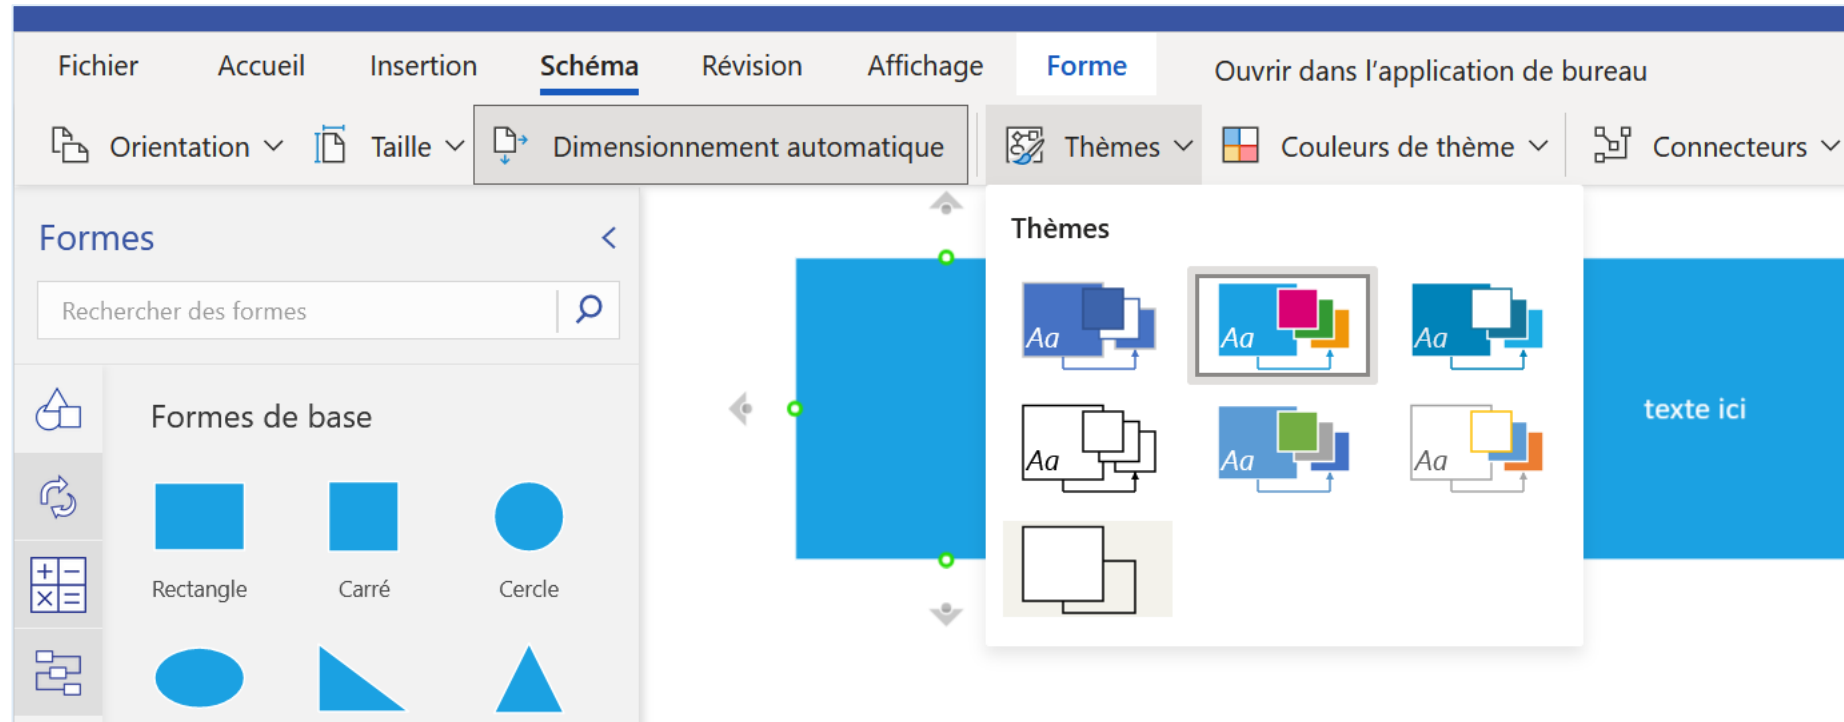 Fichier Accueil Insertion Schéma Révision Affichage Forme Ouvrir dans l’application de bureau
Orientation Taille Dimensionnement automatique Thèmes Couleurs de thème Connecteurs
Formes
Rechercher des formes
Formes de base
Rectangle Carré Cercle
Thèmes
Aa Aa Aa
Aa Aa Aa
texte ici